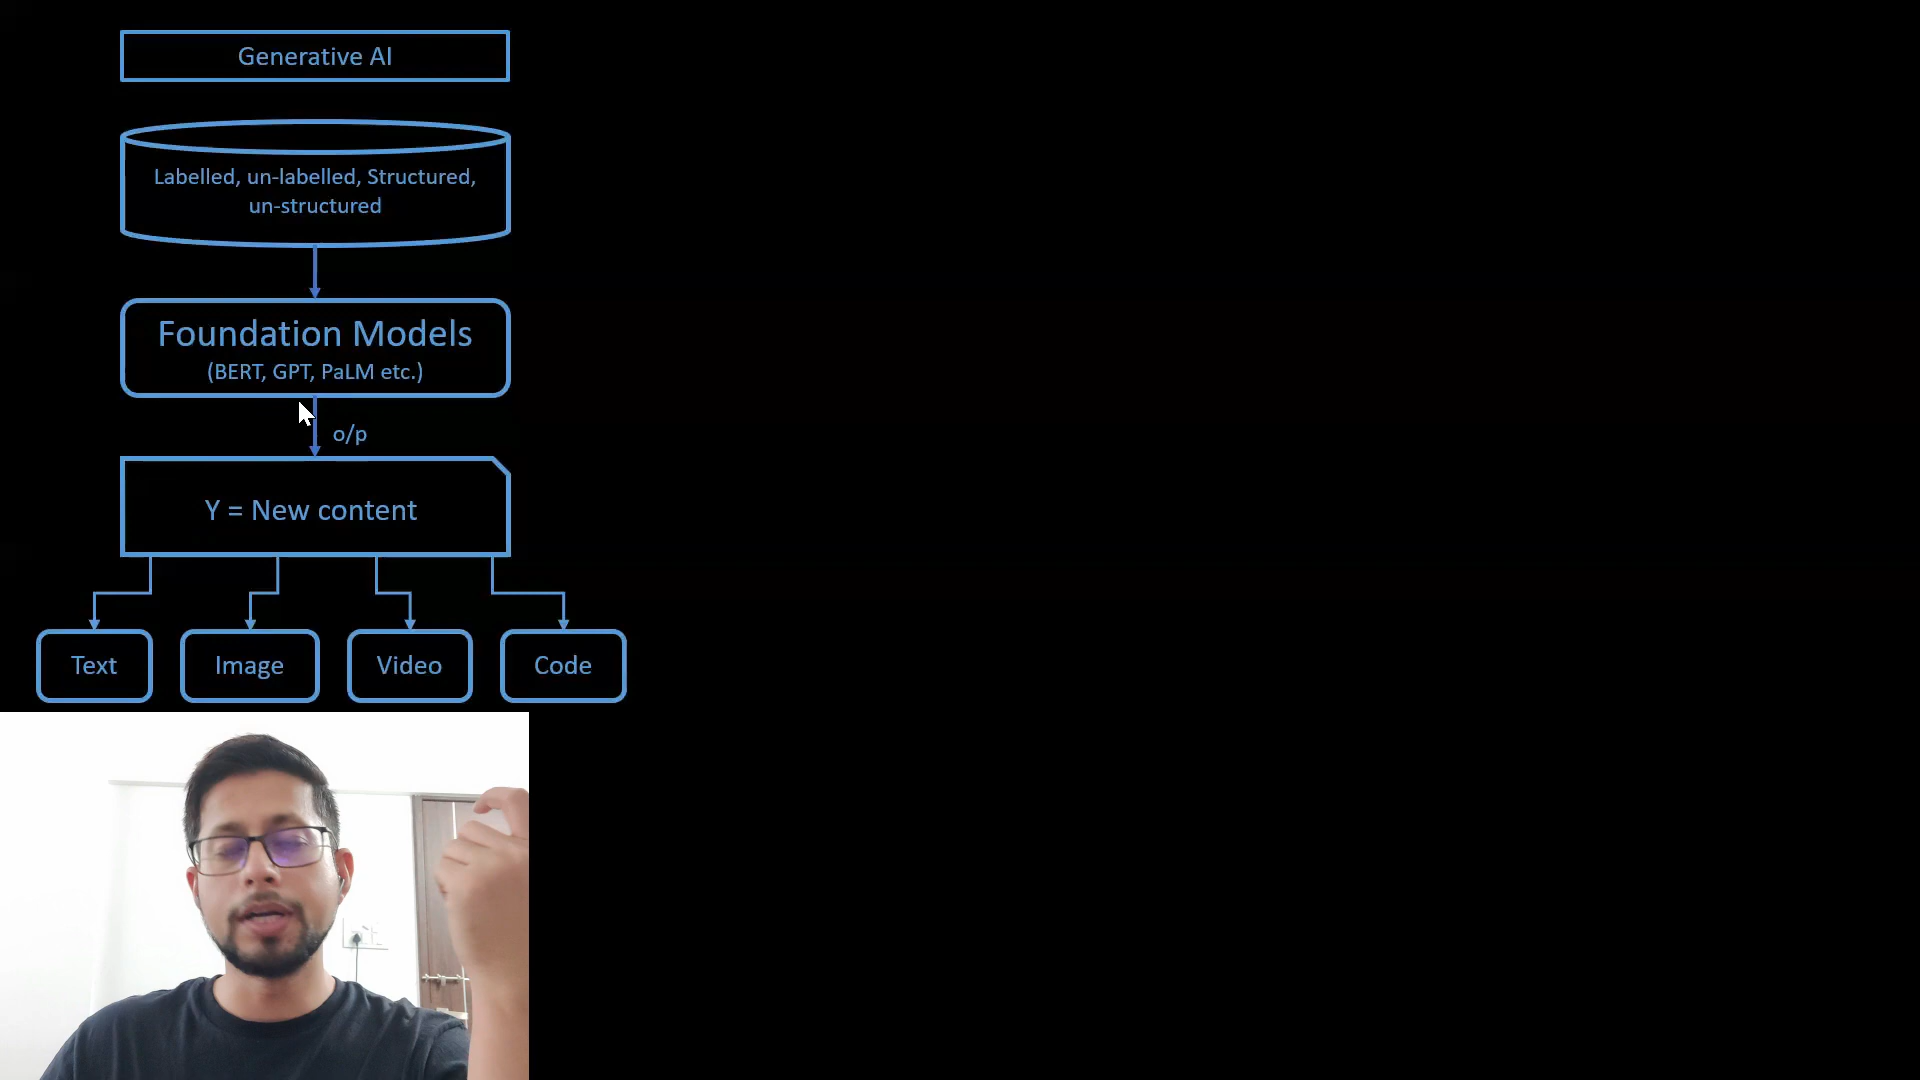 Generative AI
Labelled, un-labelled, Structured,
un-structured
Foundation Models
(BERT, GPT, PaLM etc.)
o/p
Y = New content
Text
Image
Video
Code